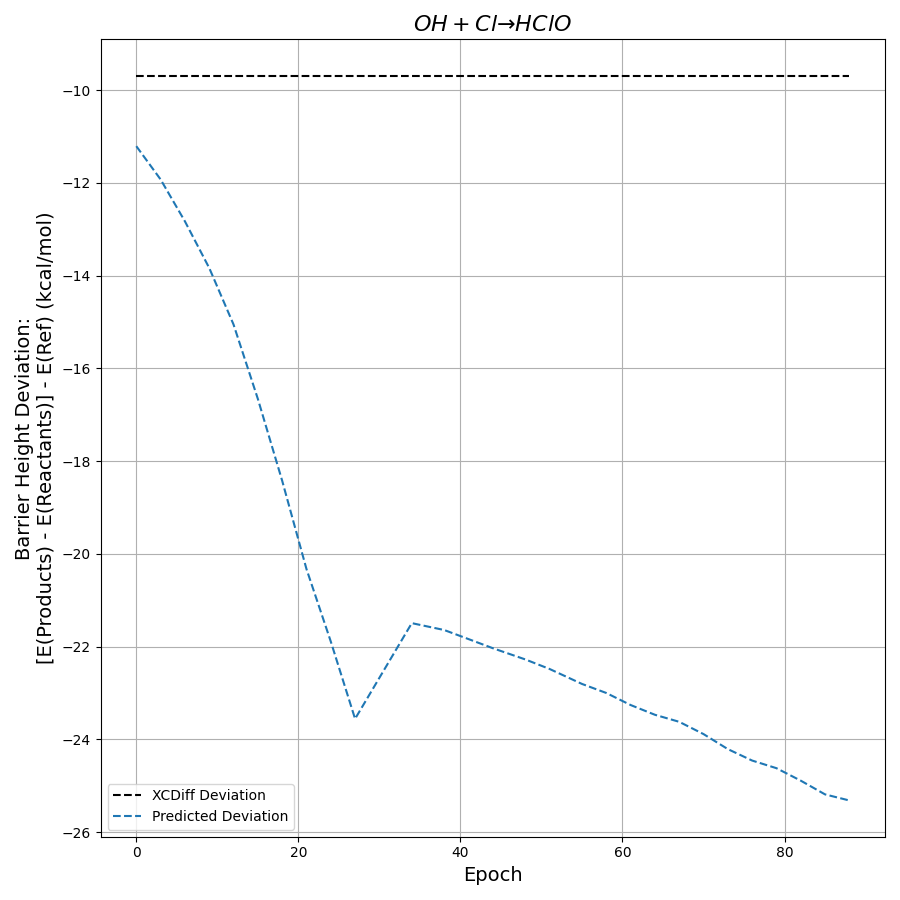 OH + Cl→HClO
Barrier Height Deviation:
[E(Products) - E(Reactants)] - E(Ref) (kcal/mol)
−10
−12
−14
−16
−18
−20
−22
−24
−26
XCDiff Deviation
Predicted Deviation
0
20
40
60
80
Epoch